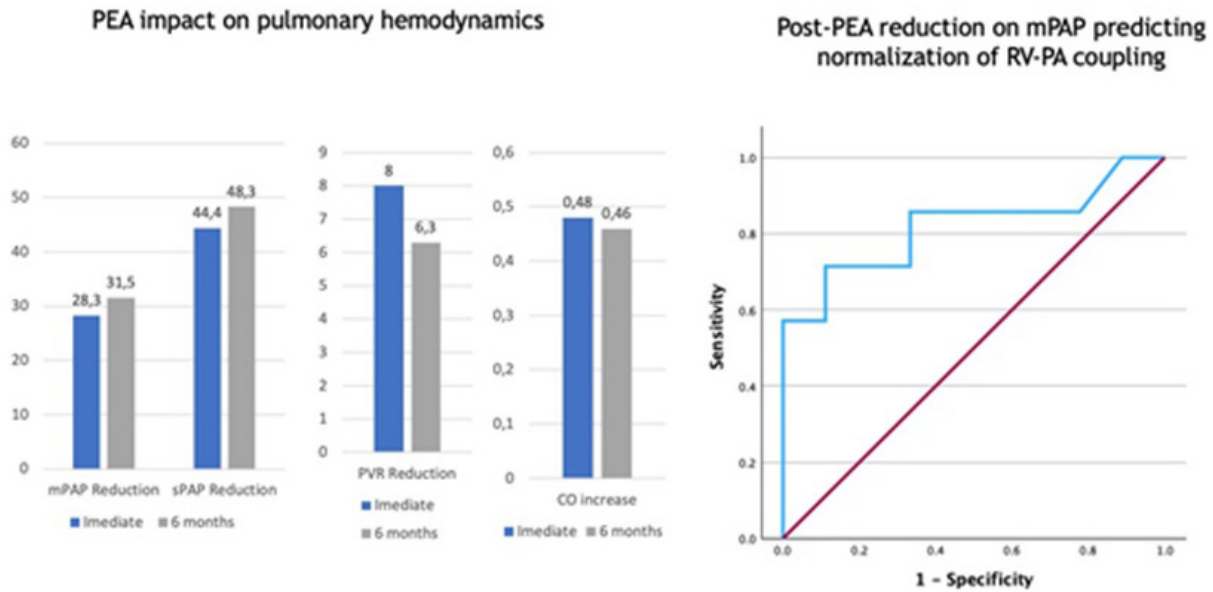 PEA impact on pulmonary hemodynamics
60
50
40
30
20
10
0
28,3
31,5
44,4
48,3
mPAP Reduction
sPAP Reduction
Imediate
6 months
9
8
7
6
5
4
3
2
1
0
8
6,3
PVR Reduction
Imediate
6 months
0,6
0,5
0,4
0,3
0,2
0,1
0
0,48
0,46
CO increase
Imediate
6 months
Post-PEA reduction on mPAP predicting
normalization of RV-PA coupling
Sensitivity
1.0
0.8
0.6
0.4
0.2
0.0
0.0
0.2
0.4
0.6
0.8
1.0
1 - Specificity